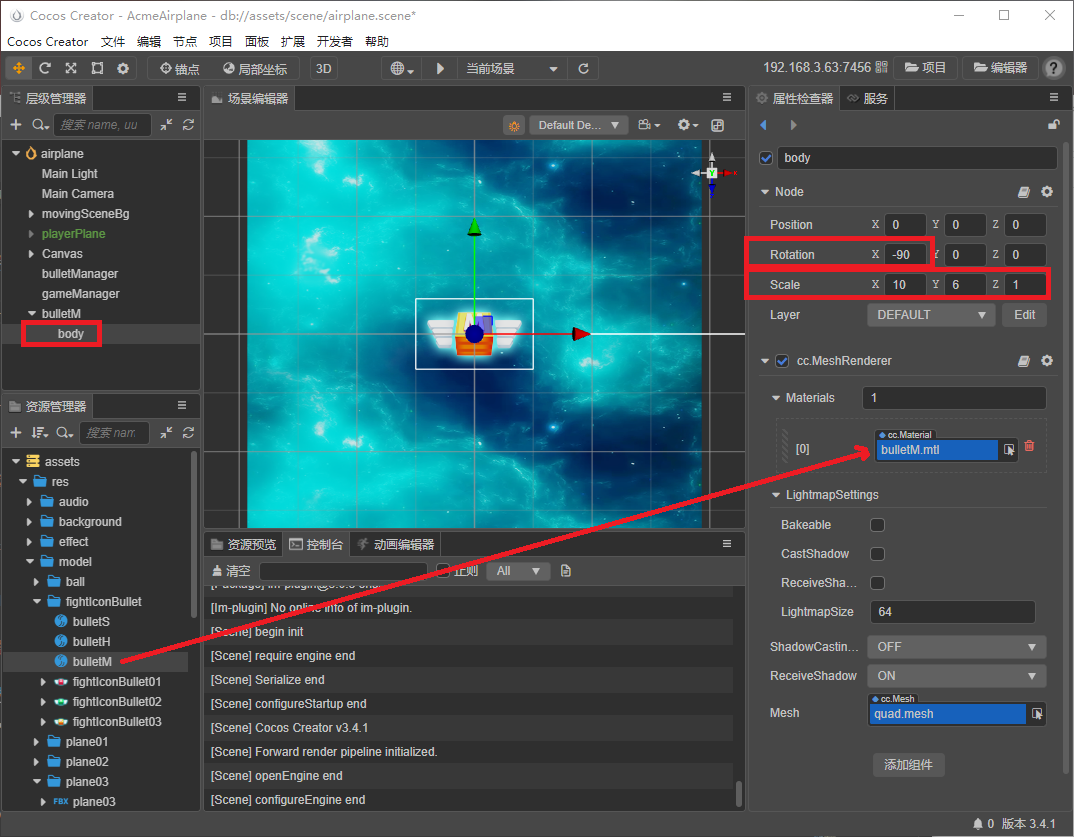 Cocos Creator - AcmeAirplane - db://assets/scene/airplane.scene*
Cocos Creator 文件 编辑 节点 项目 面板 扩展 开发者 帮助
锚点 局部坐标 3D 当前场景 192.168.3.63:7456 项目 编辑器
层级管理器
搜索 name, uu
airplane
Main Light
Main Camera
movingSceneBg
playerPlane
Canvas
bulletManager
gameManager
bulletM
body
资源管理器
搜索 nam
assets
res
audio
background
effect
model
ball
fightIconBullet
bulletS
bulletH
bulletM
fightIconBullet01
fightIconBullet02
fightIconBullet03
plane01
plane02
plane03
FBX plane03
场景编辑器
Default De...
Y
资源预览 控制台 动画编辑器
清空 正则 All
[Im-plugin] No online info of im-plugin.
[Scene] begin init
[Scene] require engine end
[Scene] Serialize end
[Scene] configureStartup end
[Scene] Cocos Creator v3.4.1
[Scene] Forward render pipeline initialized.
[Scene] openEngine end
[Scene] configureEngine end
属性检查器 服务
body
Node
Position X 0 Y 0 Z 0
Rotation X -90 Y 0 Z 0
Scale X 10 Y 6 Z 1
Layer DEFAULT Edit
cc.MeshRenderer
Materials 1
cc.Material
[0] bulletM.mtl
LightmapSettings
Bakeable
CastShadow
ReceiveSha...
LightmapSize 64
ShadowCastin... OFF
ReceiveShadow ON
cc.Mesh
Mesh quad.mesh
添加组件
0 版本 3.4.1